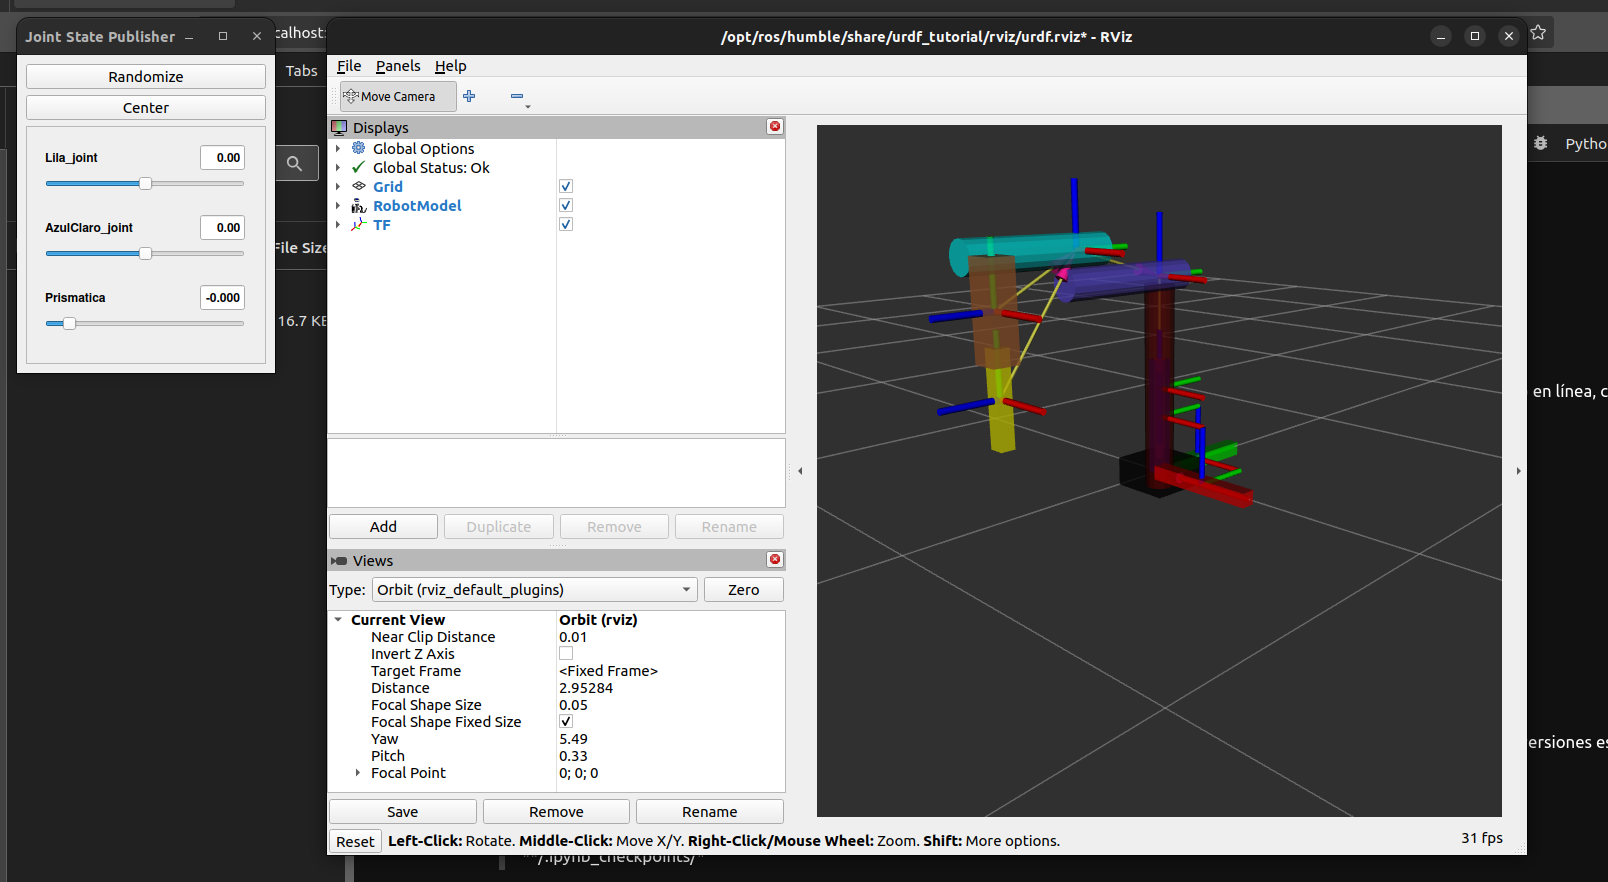 Joint State Publisher
Randomize
Center
Lila_joint
0.00
AzulClaro_joint
0.00
Prismatica
-0.000
calhost:
Tabs
File Size
16.7 KB
/opt/ros/humble/share/urdf_tutorial/rviz/urdf.rviz* - RViz
File Panels Help
Move Camera
Displays
Global Options
Global Status: Ok
Grid
RobotModel
TF
Add Duplicate Remove Rename
Views
Type: Orbit (rviz_default_plugins) Zero
Current View Orbit (rviz)
Near Clip Distance 0.01
Invert Z Axis
Target Frame <Fixed Frame>
Distance 2.95284
Focal Shape Size 0.05
Focal Shape Fixed Size
Yaw 5.49
Pitch 0.33
Focal Point 0; 0; 0
Save Remove Rename
Reset Left-Click: Rotate. Middle-Click: Move X/Y. Right-Click/Mouse Wheel: Zoom. Shift: More options.
31 fps
Pytho
en línea, c
ersiones es
**/.ipynb_checkpoints/*